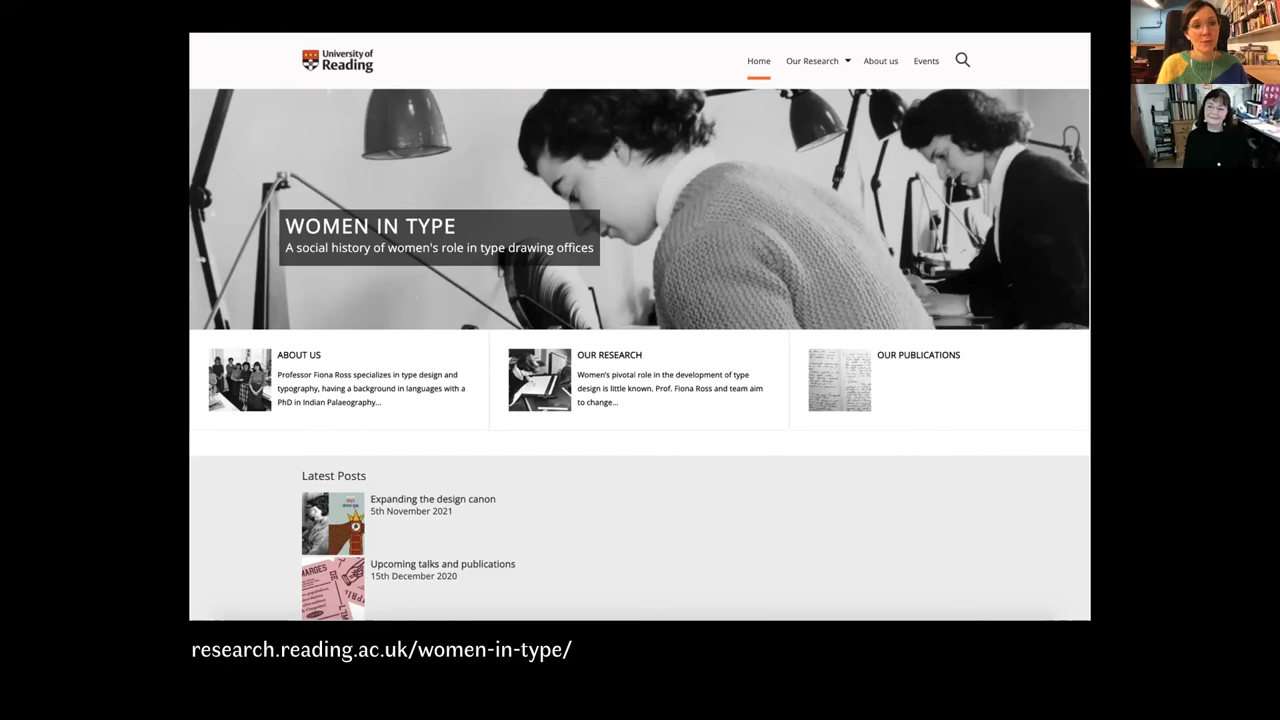 University of
Reading
Home
Our Research
About us
Events
WOMEN IN TYPE
A social history of women's role in type drawing offices
ABOUT US
Professor Fiona Ross specializes in type design and
typography, having a background in languages with a
PhD in Indian Palaeography...
OUR RESEARCH
Women's pivotal role in the development of type
design is little known. Prof. Fiona Ross and team aim
to change...
OUR PUBLICATIONS
Latest Posts
Expanding the design canon
5th November 2021
Upcoming talks and publications
15th December 2020
research.reading.ac.uk/women-in-type/